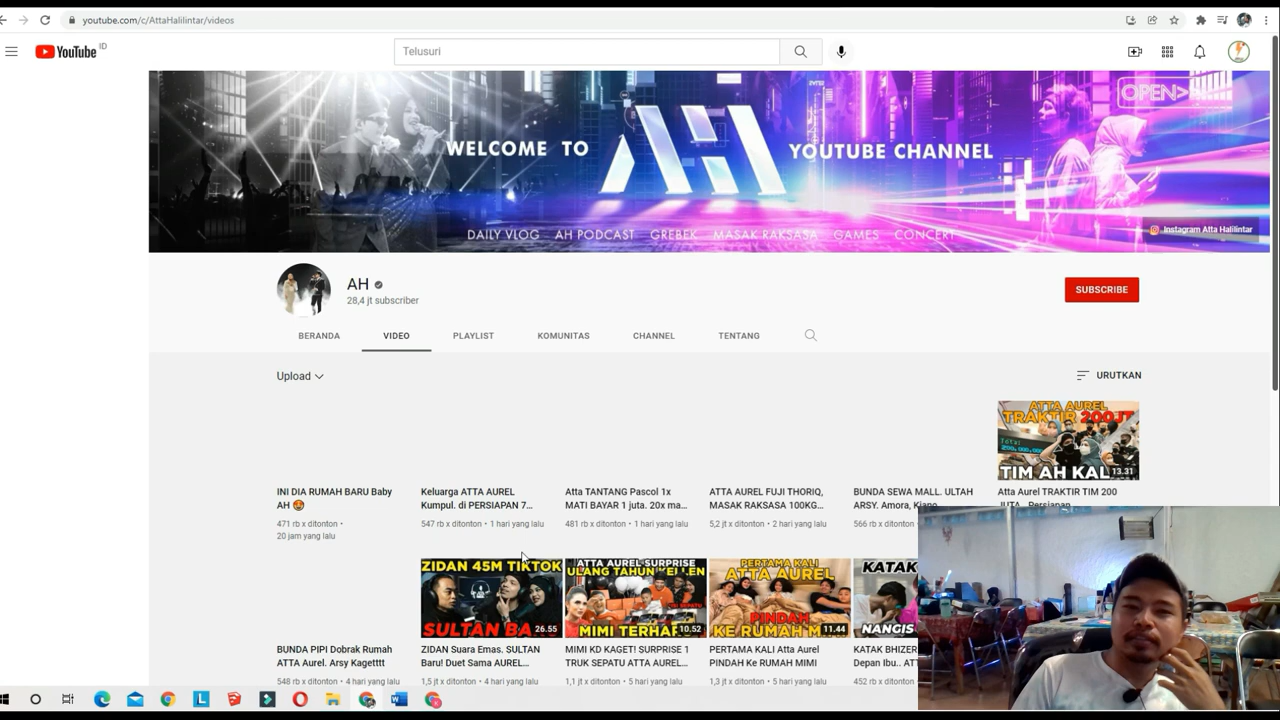 youtube.com/c/AttaHalilintar/videos
YouTube ID
Telusuri
OPEN>
WELCOME TO AH YOUTUBE CHANNEL
DAILY VLOG AH PODCAST GREBEK MASAK RAKSASA GAMES CONCERT
Instagram Atta Halilintar
AH
28,4 jt subscriber
SUBSCRIBE
BERANDA VIDEO PLAYLIST KOMUNITAS CHANNEL TENTANG
Upload
URUTKAN
ATTA AUREL
TRAKTIR 200JT
TIM AH KAL
13.31
INI DIA RUMAH BARU Baby
AH 🤩
471 rb x ditonton •
20 jam yang lalu
Keluarga ATTA AUREL
Kumpul. di PERSIAPAN 7...
547 rb x ditonton • 1 hari yang lalu
Atta TANTANG Pascol 1x
MATI BAYAR 1 juta. 20x ma...
481 rb x ditonton • 1 hari yang lalu
ATTA AUREL FUJI THORIQ,
MASAK RAKSASA 100KG...
5,2 jt x ditonton • 2 hari yang lalu
BUNDA SEWA MALL. ULTAH
ARSY. Amora, Kiano
566 rb x ditonton •
Atta Aurel TRAKTIR TIM 200
JUTA.. Persiapan
ZIDAN 45M TIKTOK
SULTAN BA
26.55
ATTA AUREL SURPRISE
ULANG TAHUN KELLEN
MIMI TERHAR
10.52
PERTAMA KALI
ATTA AUREL
PINDAH
KE RUMAH M
11.44
KATAK
NANGIS
BUNDA PIPI Dobrak Rumah
ATTA Aurel. Arsy Kagetttt
548 rb x ditonton • 4 hari yang lalu
ZIDAN Suara Emas. SULTAN
Baru! Duet Sama AUREL...
1,5 jt x ditonton • 4 hari yang lalu
MIMI KD KAGET! SURPRISE 1
TRUK SEPATU ATTA AUREL...
1,1 jt x ditonton • 5 hari yang lalu
PERTAMA KALI Atta Aurel
PINDAH Ke RUMAH MIMI
1,3 jt x ditonton • 5 hari yang lalu
KATAK BHIZER
Depan Ibu.. ATT
452 rb x ditonton